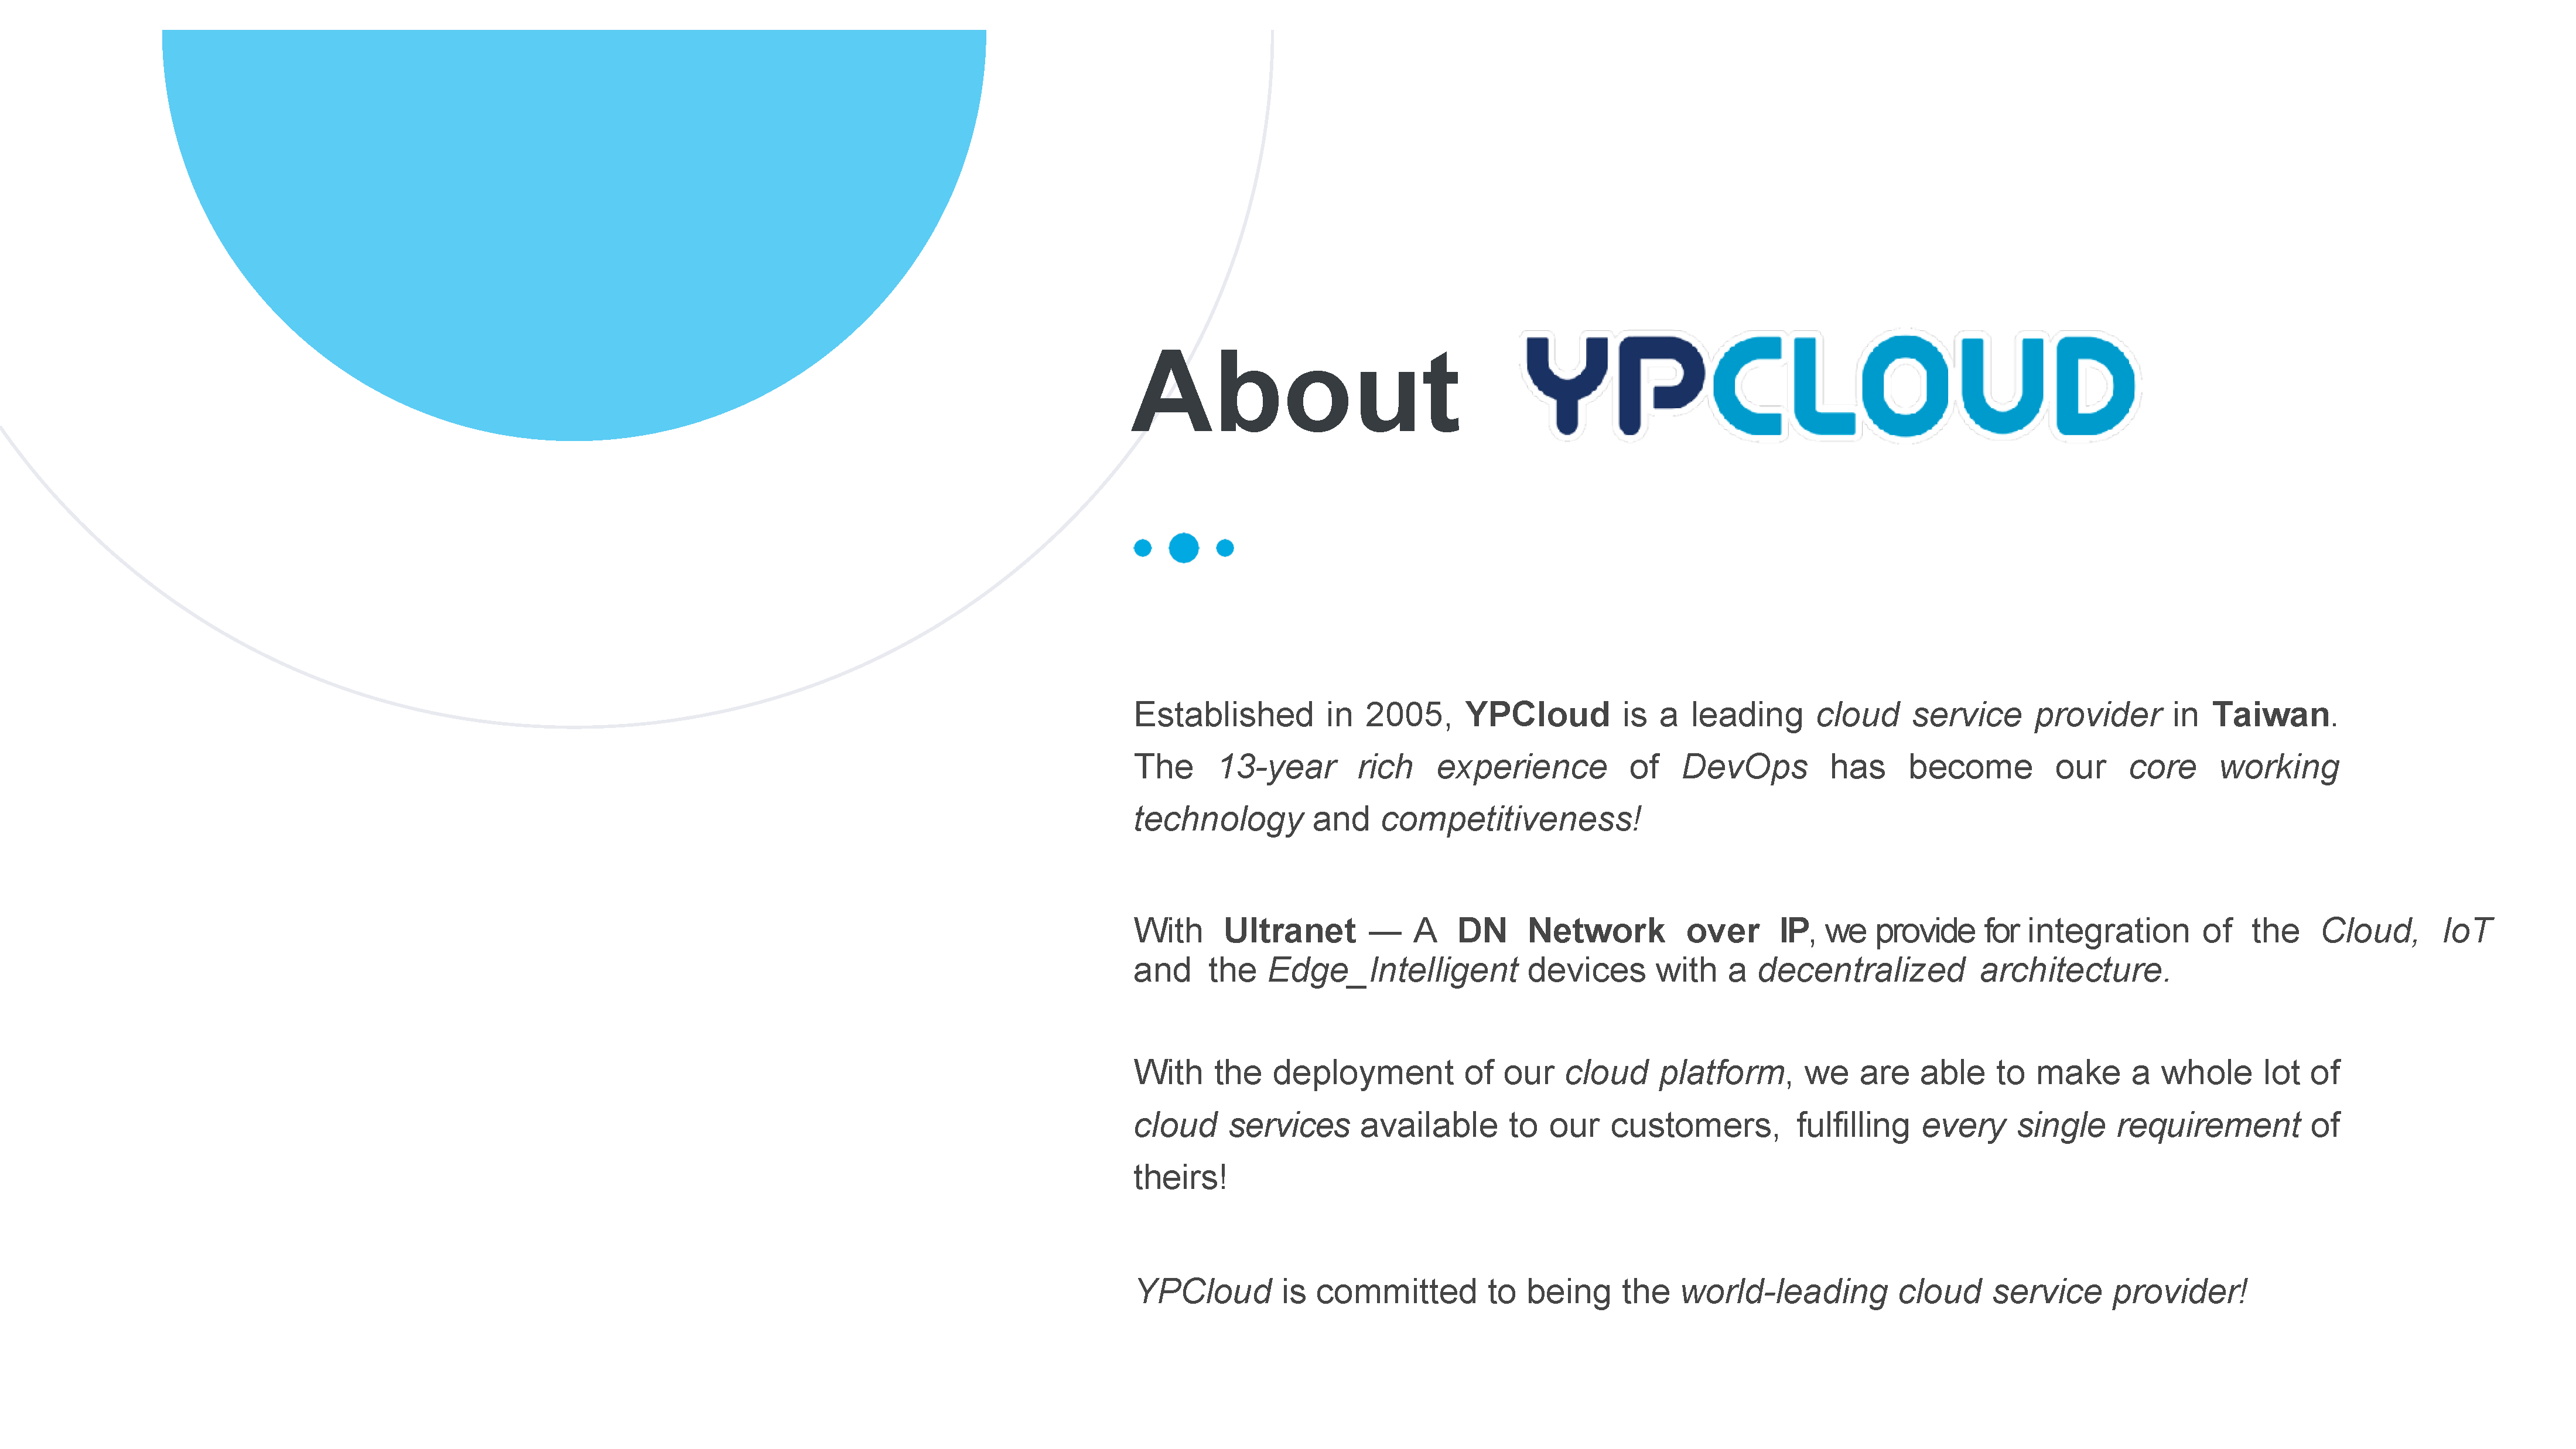 About YPCLOUD
Established in 2005, YPCloud is a leading cloud service provider in Taiwan.
The 13-year rich experience of DevOps has become our core working
technology and competitiveness!
With Ultranet — A DN Network over IP, we provide for integration of the Cloud, IoT
and the Edge_Intelligent devices with a decentralized architecture.
With the deployment of our cloud platform, we are able to make a whole lot of
cloud services available to our customers, fulfilling every single requirement of
theirs!
YPCloud is committed to being the world-leading cloud service provider!